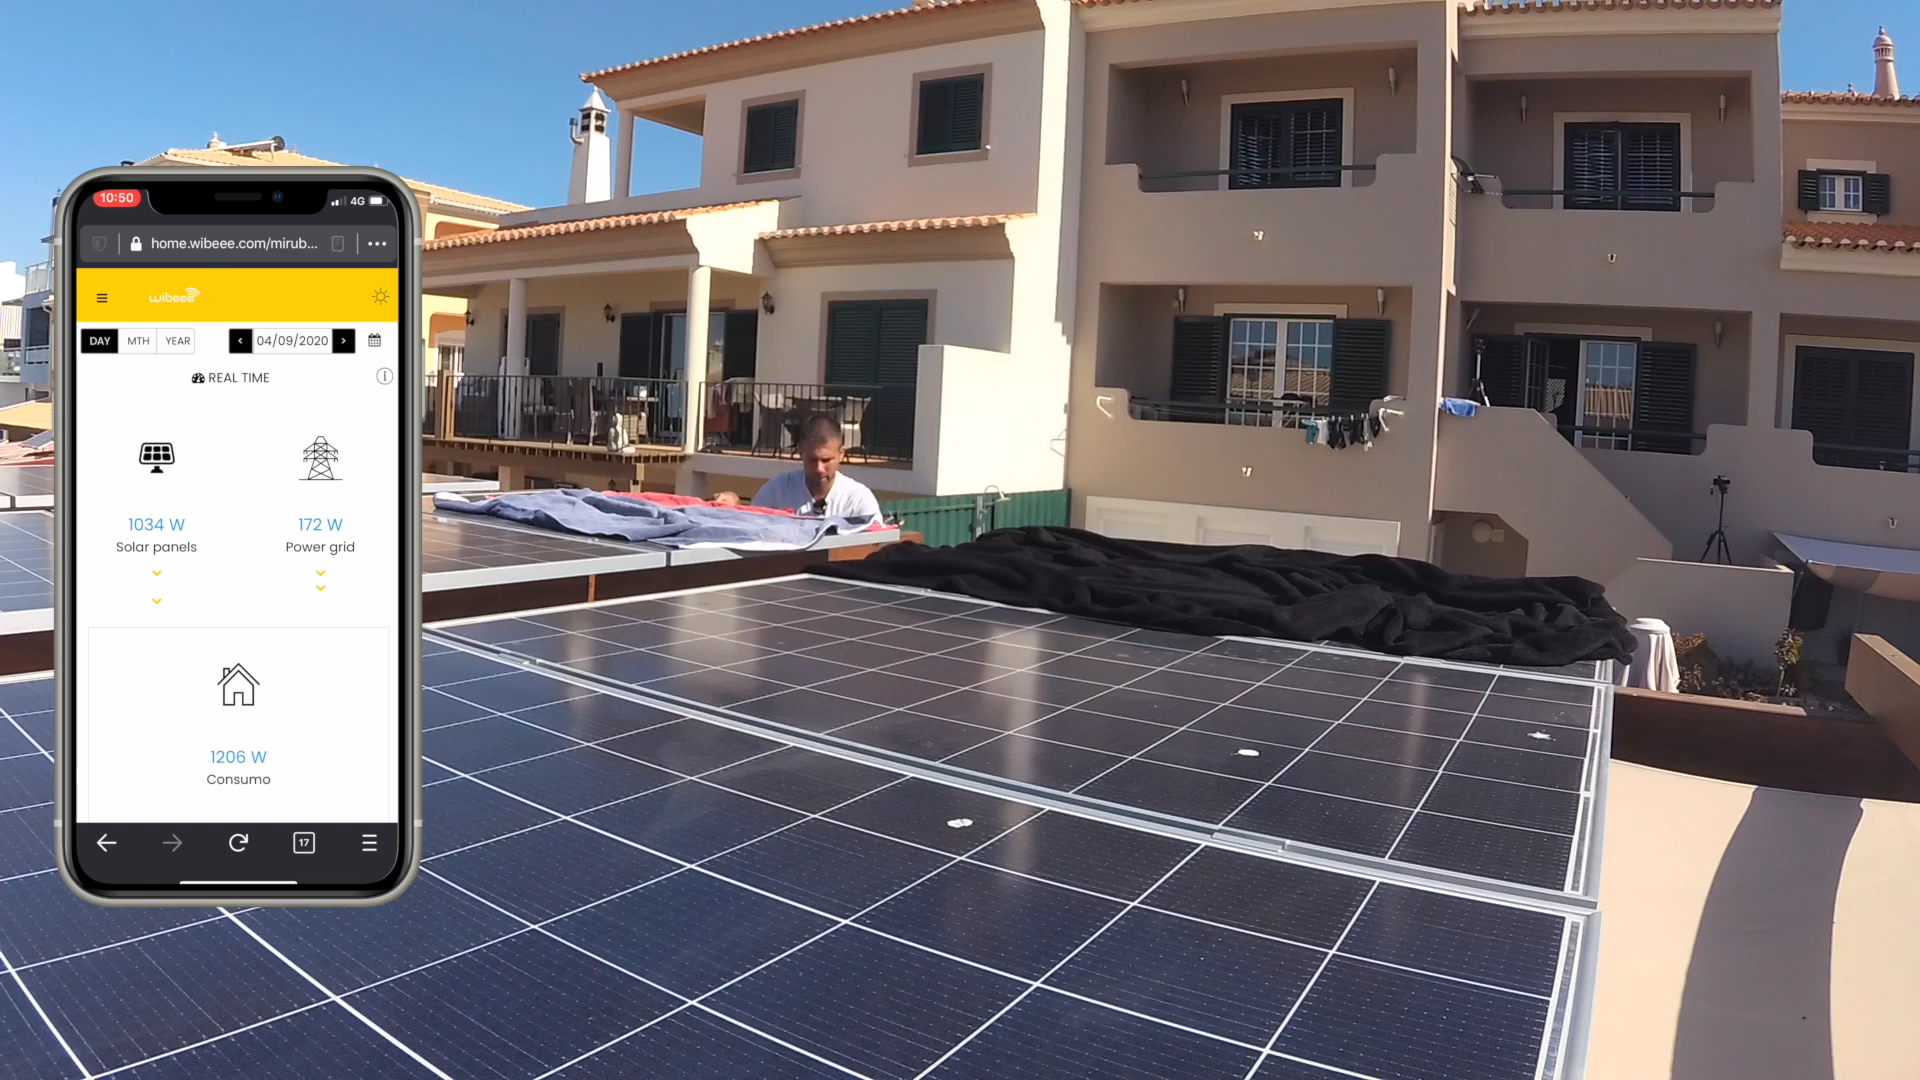 10:50
4G
home.wibeee.com/mirub...
wibeee
DAY MTH YEAR
04/09/2020
REAL TIME
1034 W
172 W
Solar panels
Power grid
1206 W
Consumo
17